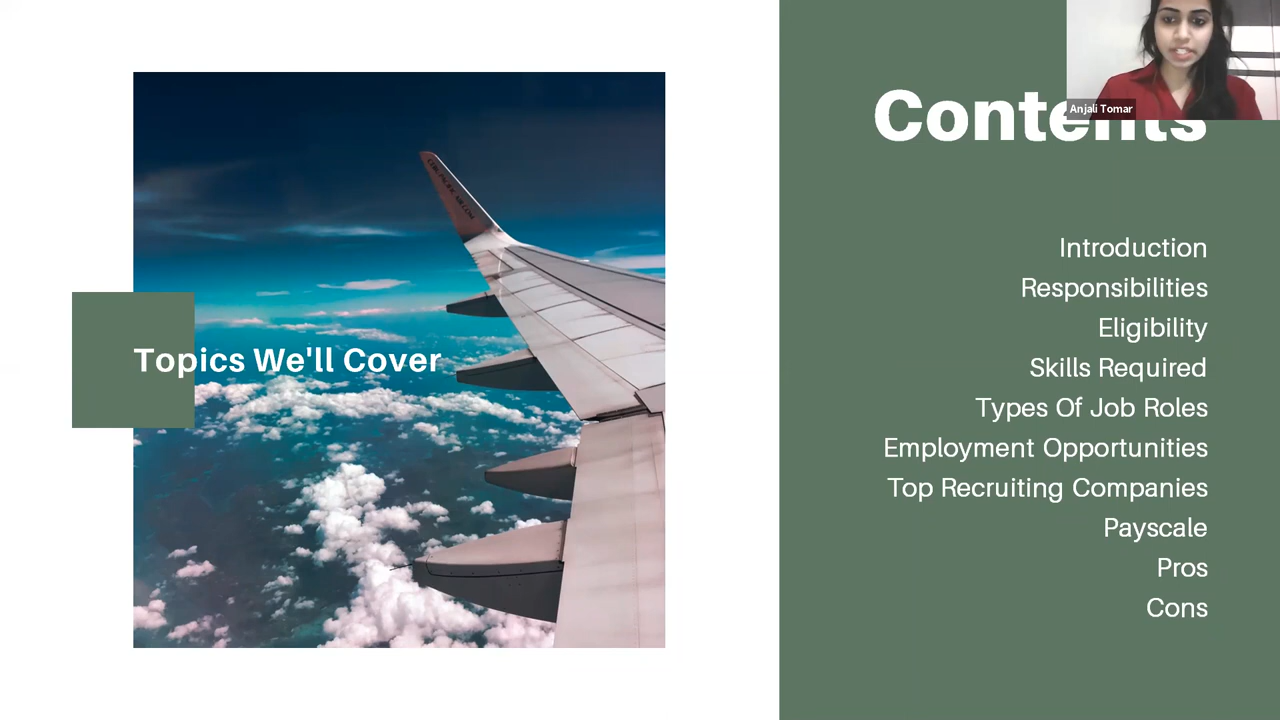 Topics We'll Cover
Contents
Anjali Tomar
Introduction
Responsibilities
Eligibility
Skills Required
Types Of Job Roles
Employment Opportunities
Top Recruiting Companies
Payscale
Pros
Cons